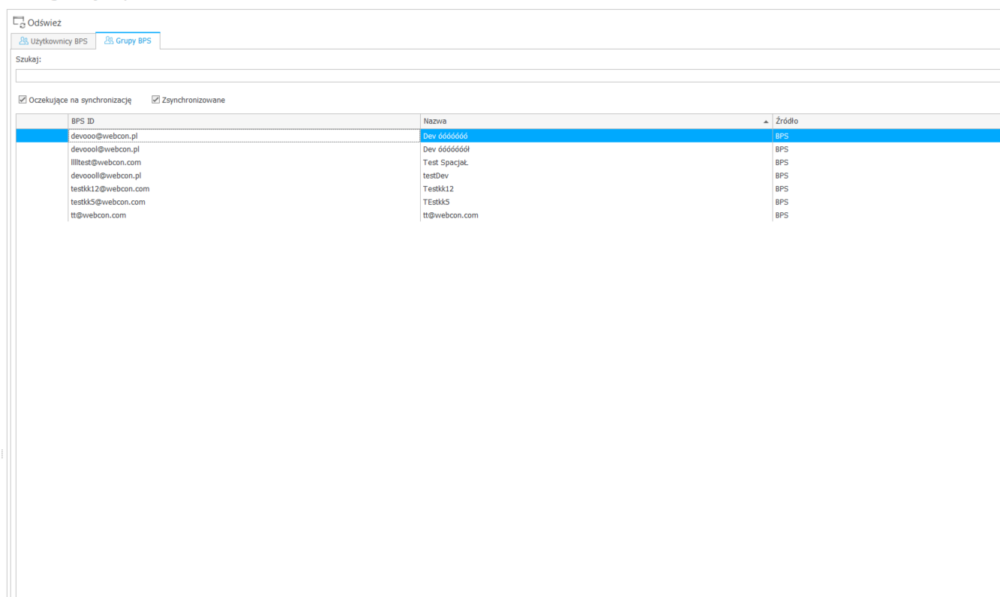 Odśwież
Użytkownicy BPS Grupy BPS
Szukaj:
Oczekujące na synchronizację Zsynchronizowane
BPS ID Nazwa Źródło
devooo@webcon.pl Dev óóóóóóó BPS
devoool@webcon.pl Dev óóóóóóół BPS
lllltest@webcon.com Test SpacjaŁ BPS
devoooll@webcon.pl testDev BPS
testkk12@webcon.com Testkk12 BPS
testkk5@webcon.com TEstkk5 BPS
tt@webcon.com tt@webcon.com BPS